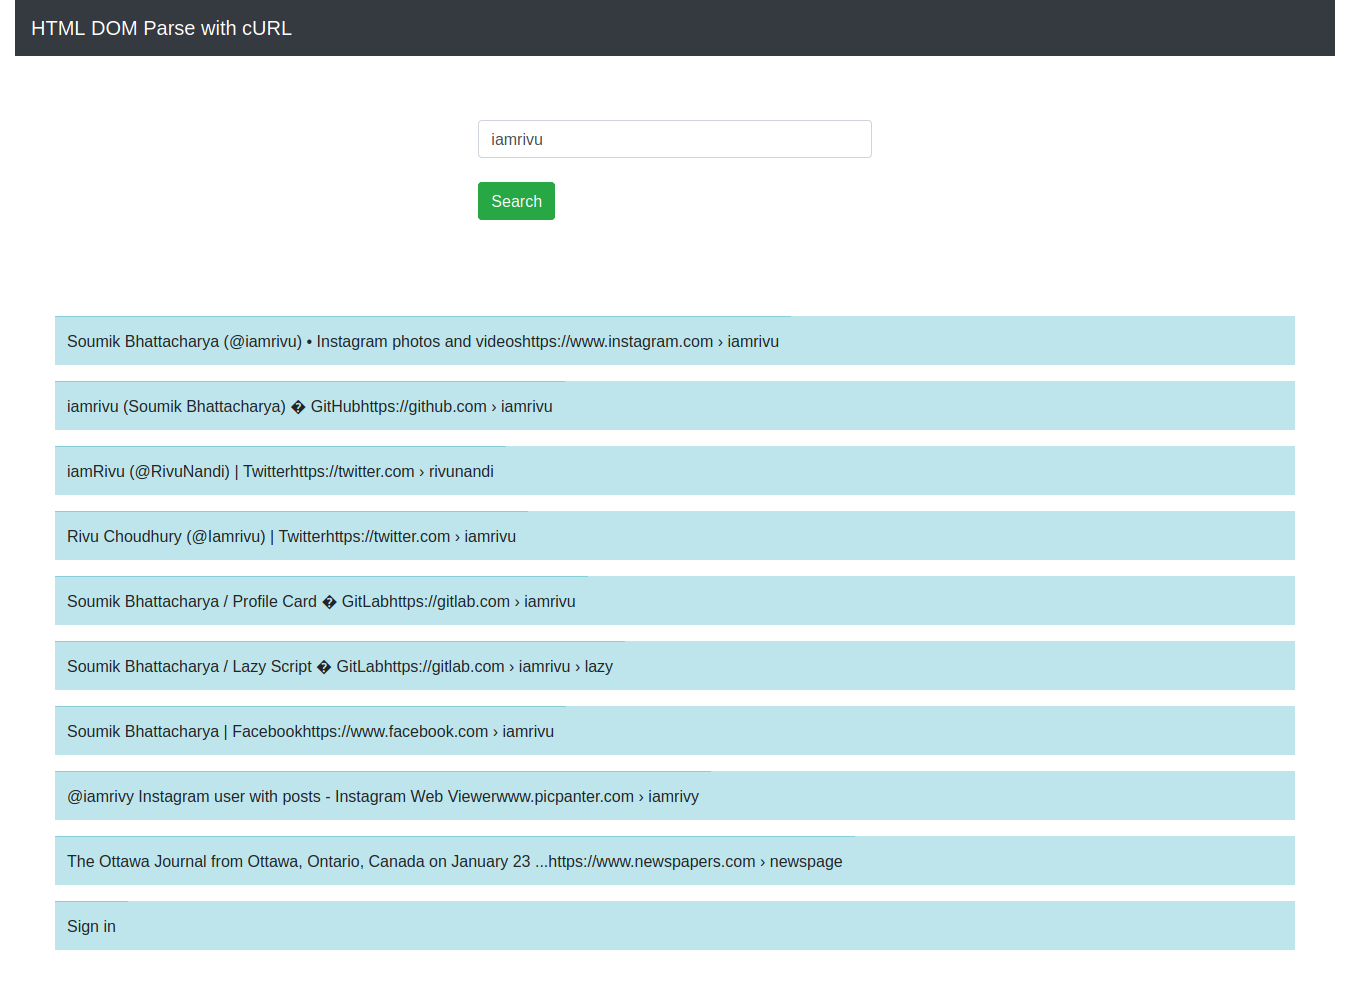 HTML DOM Parse with cURL
iamrivu
Search
Soumik Bhattacharya (@iamrivu) • Instagram photos and videoshttps://www.instagram.com › iamrivu
iamrivu (Soumik Bhattacharya) � GitHubhttps://github.com › iamrivu
iamRivu (@RivuNandi) | Twitterhttps://twitter.com › rivunandi
Rivu Choudhury (@Iamrivu) | Twitterhttps://twitter.com › iamrivu
Soumik Bhattacharya / Profile Card � GitLabhttps://gitlab.com › iamrivu
Soumik Bhattacharya / Lazy Script � GitLabhttps://gitlab.com › iamrivu › lazy
Soumik Bhattacharya | Facebookhttps://www.facebook.com › iamrivu
@iamrivy Instagram user with posts - Instagram Web Viewerwww.picpanter.com › iamrivy
The Ottawa Journal from Ottawa, Ontario, Canada on January 23 ...https://www.newspapers.com › newspage
Sign in